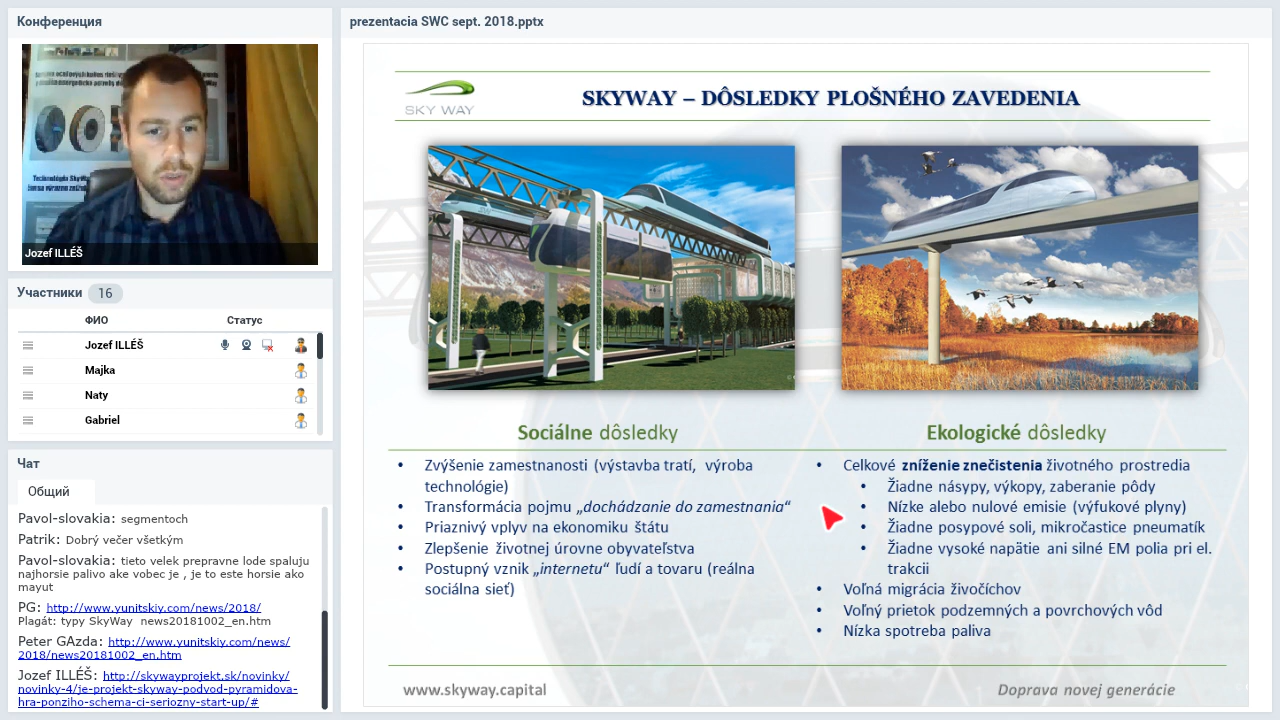 Конференция
Jozef ILLÉŠ
Участники 16
ФИО Статус
Jozef ILLÉŠ
Majka
Naty
Gabriel
Чат
Общий
Pavol-slovakia: segmentoch
Patrik: Dobrý večer všetkým
Pavol-slovakia: tieto velek prepravne lode spaluju
najhorsie palivo ake vobec je , je to este horsie ako
mayut
PG: http://www.yunitskiy.com/news/2018/
Plagát: typy SkyWay news20181002_en.htm
Peter GAzda: http://www.yunitskiy.com/news/
2018/news20181002_en.htm
Jozef ILLÉŠ: http://skywayprojekt.sk/novinky/
novinky-4/je-projekt-skyway-podvod-pyramidova-
hra-ponziho-schema-ci-seriozny-start-up/#
prezentacia SWC sept. 2018.pptx
SKY WAY
SKYWAY – DÔSLEDKY PLOŠNÉHO ZAVEDENIA
Sociálne dôsledky
• Zvýšenie zamestnanosti (výstavba tratí, výroba
technológie)
• Transformácia pojmu „dochádzanie do zamestnania“
• Priaznivý vplyv na ekonomiku štátu
• Zlepšenie životnej úrovne obyvateľstva
• Postupný vznik „internetu“ ľudí a tovaru (reálna
sociálna sieť)
Ekologické dôsledky
• Celkové zníženie znečistenia životného prostredia
• Žiadne násypy, výkopy, zaberanie pôdy
• Nízke alebo nulové emisie (výfukové plyny)
• Žiadne posypové soli, mikročastice pneumatík
• Žiadne vysoké napätie ani silné EM polia pri el.
trakcii
• Voľná migrácia živočíchov
• Voľný prietok podzemných a povrchových vôd
• Nízka spotreba paliva
www.skyway.capital
Doprava novej generácie